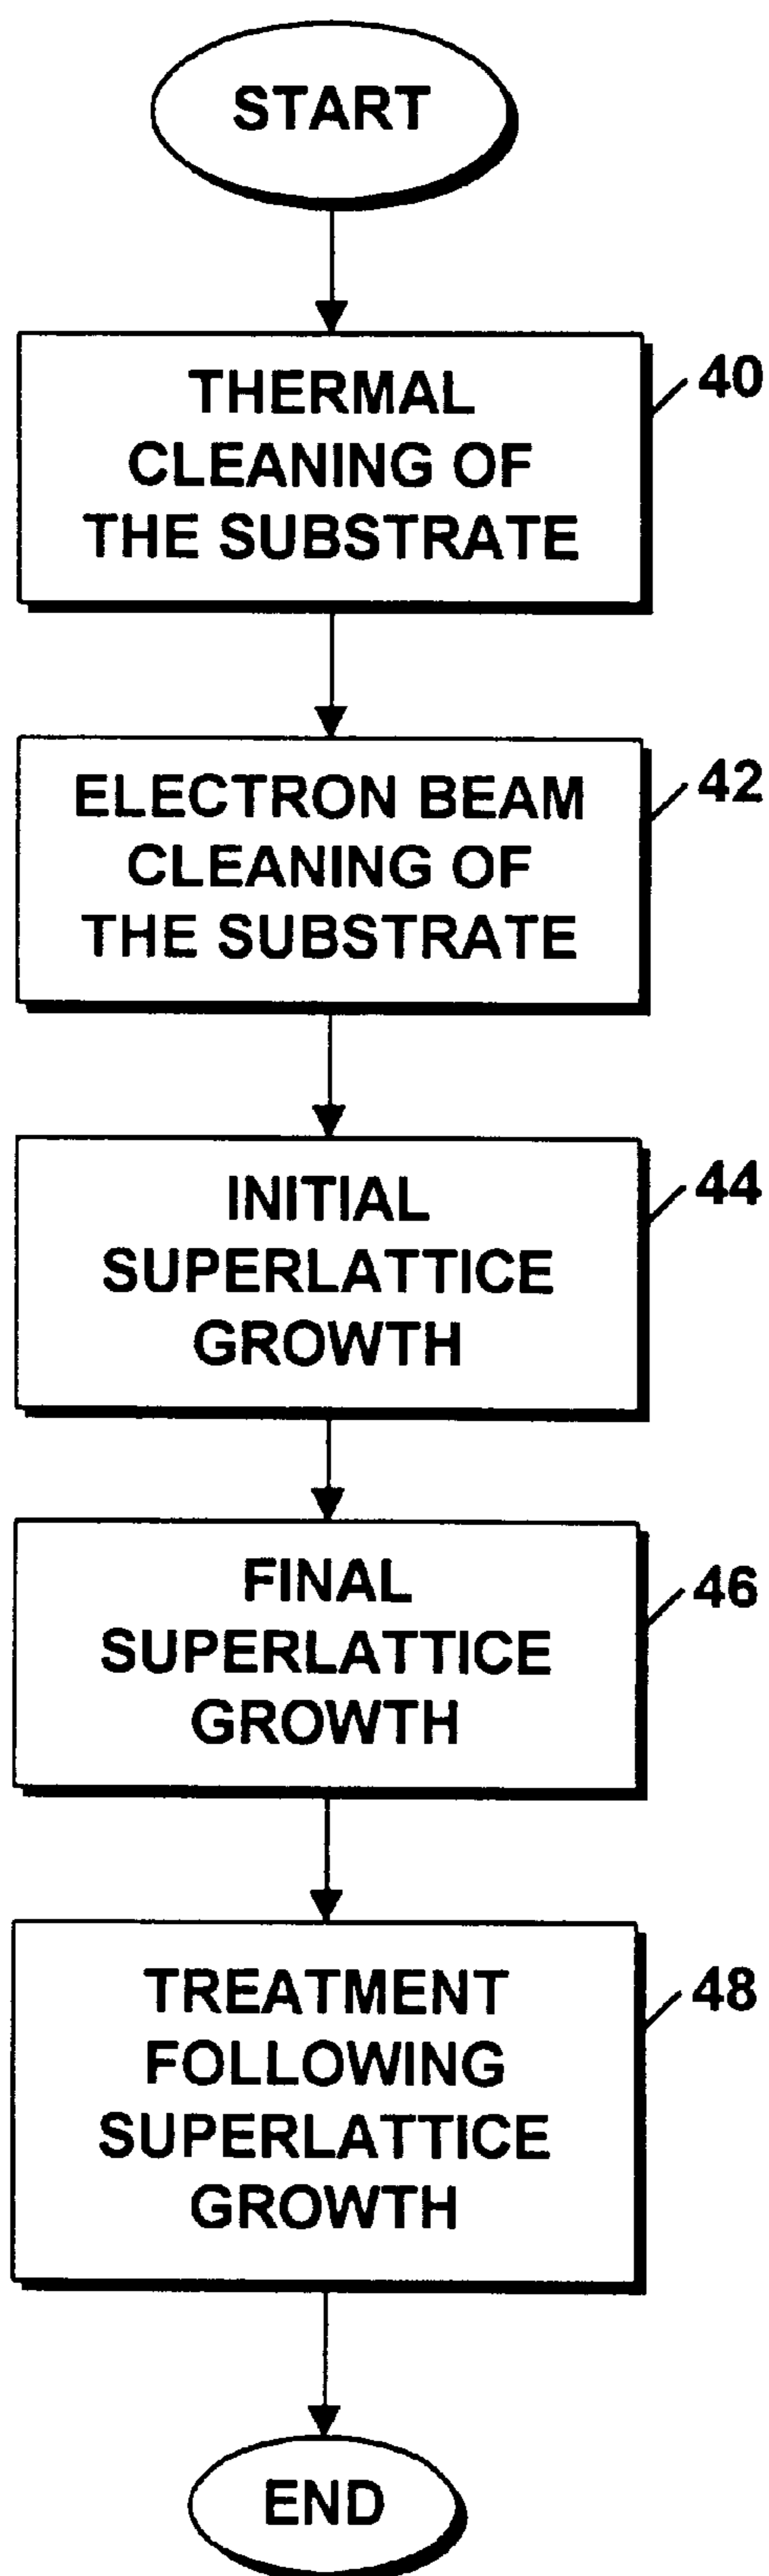 START
THERMAL
40
CLEANING OF
THE SUBSTRATE
ELECTRON BEAM
42
CLEANING OF
THE SUBSTRATE
INITIAL
44
SUPERLATTICE
GROWTH
FINAL
46
SUPERLATTICE
GROWTH
TREATMENT
48
FOLLOWING
SUPERLATTICE
GROWTH
END